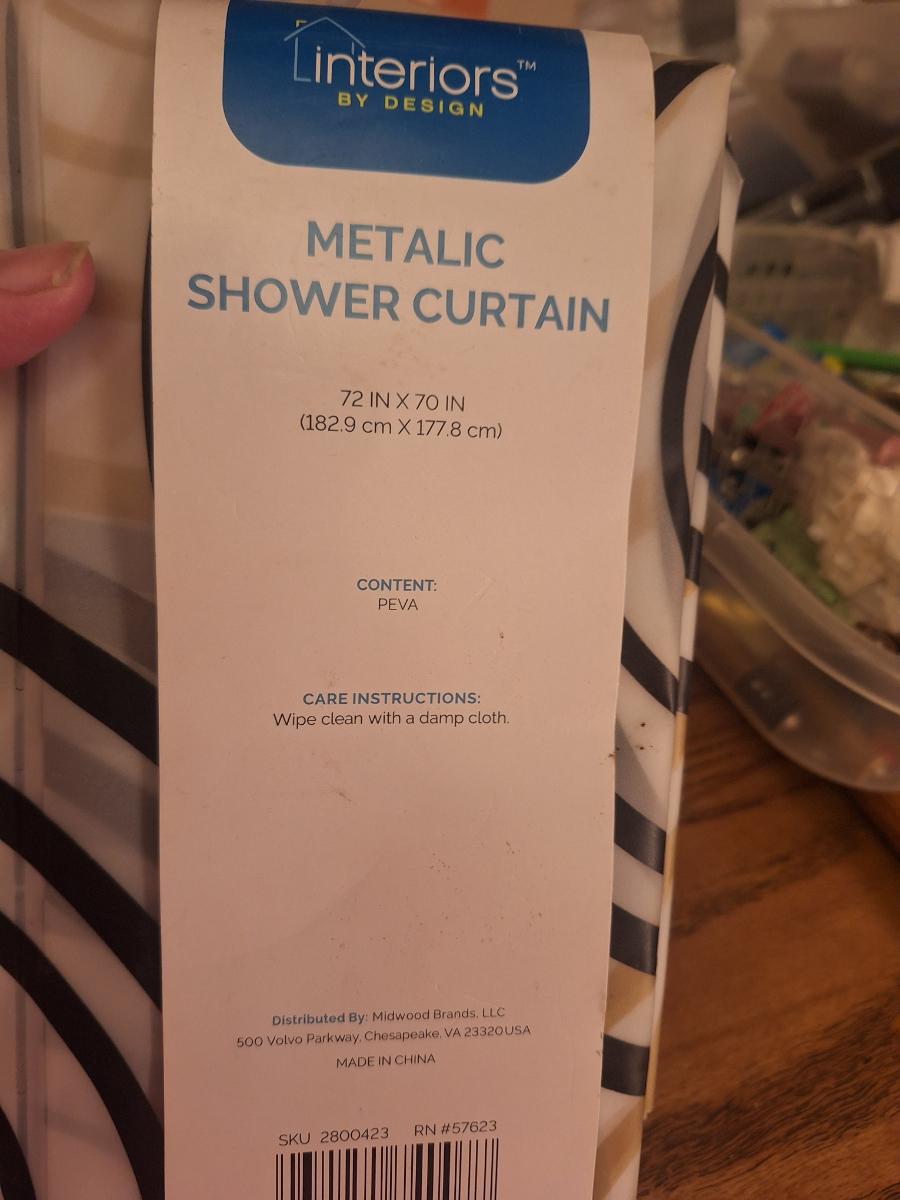 interiors™
BY DESIGN
METALIC
SHOWER CURTAIN
72 IN X 70 IN
(182.9 cm X 177.8 cm)
CONTENT:
PEVA
CARE INSTRUCTIONS:
Wipe clean with a damp cloth.
Distributed By: Midwood Brands, LLC
500 Volvo Parkway, Chesapeake, VA 23320 USA
MADE IN CHINA
SKU 2800423 RN #57623